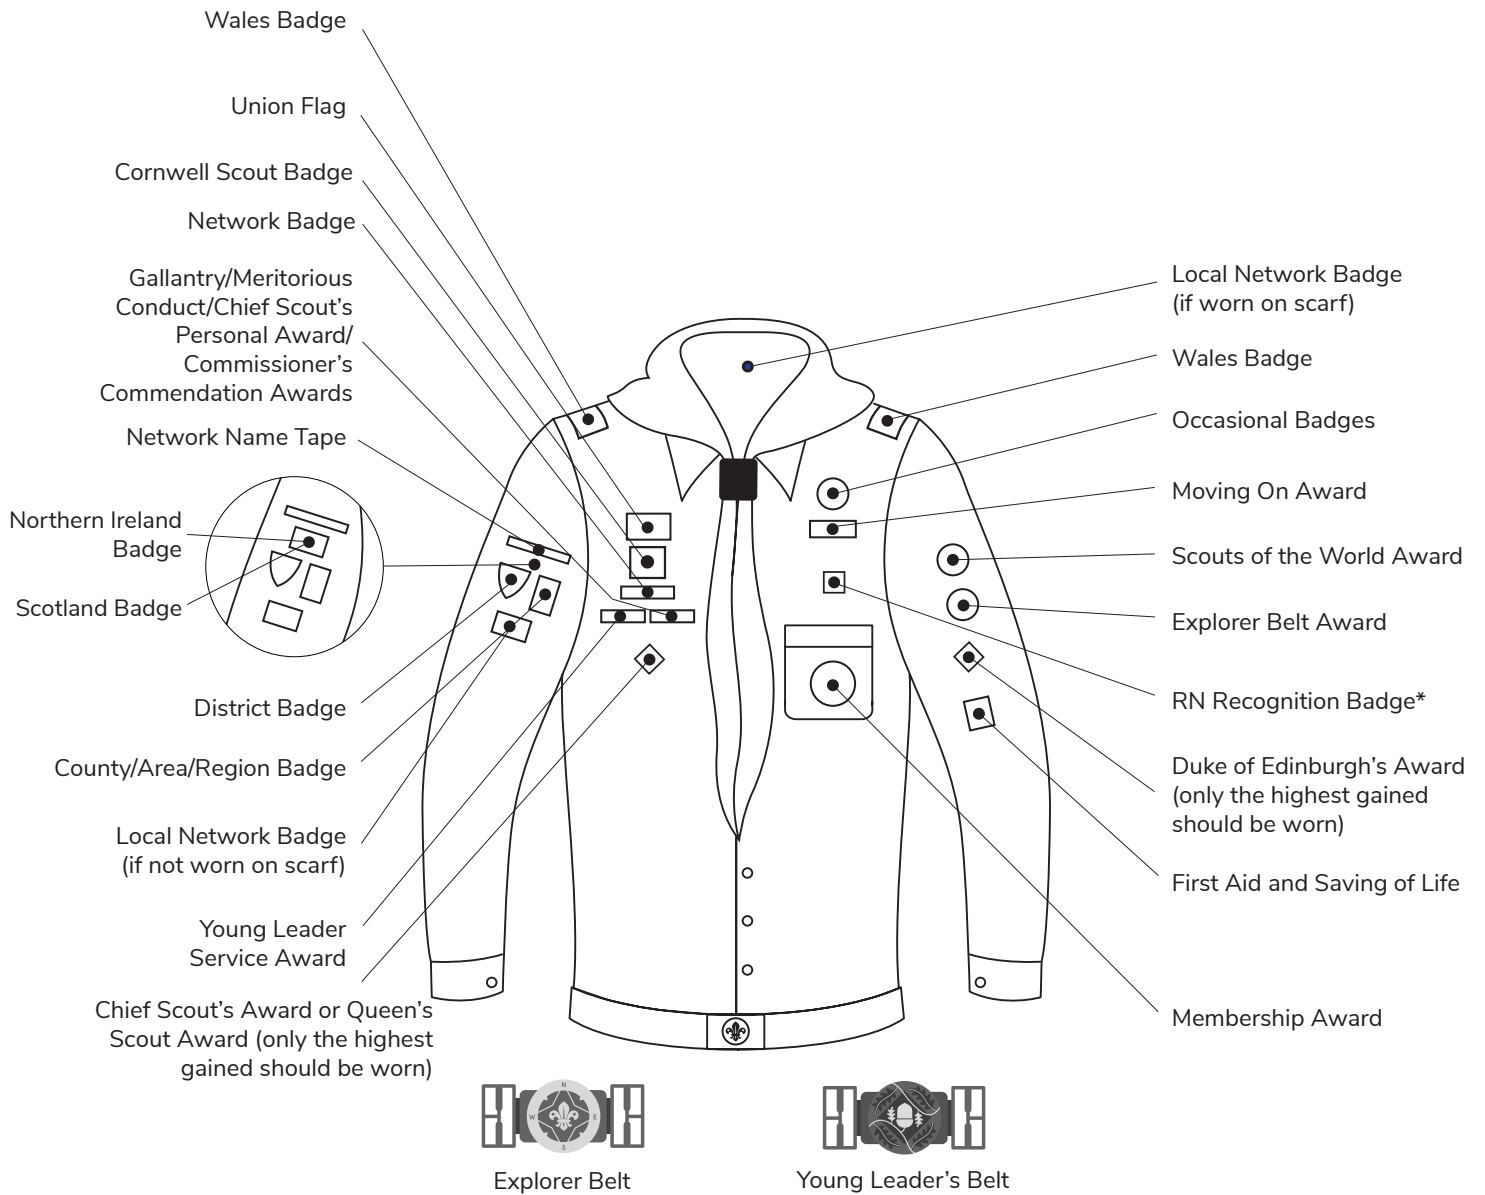 Wales Badge
Union Flag
Cornwell Scout Badge
Network Badge
Gallantry/Meritorious
Conduct/Chief Scout's
Personal Award/
Commissioner's
Commendation Awards
Network Name Tape
Northern Ireland
Badge
Scotland Badge
District Badge
County/Area/Region Badge
Local Network Badge
(if not worn on scarf)
Young Leader
Service Award
Chief Scout's Award or Queen's
Scout Award (only the highest
gained should be worn)
Local Network Badge
(if worn on scarf)
Wales Badge
Occasional Badges
Moving On Award
Scouts of the World Award
Explorer Belt Award
RN Recognition Badge*
Duke of Edinburgh's Award
(only the highest gained
should be worn)
First Aid and Saving of Life
Membership Award
N
W E
S
Explorer Belt
Young Leader's Belt